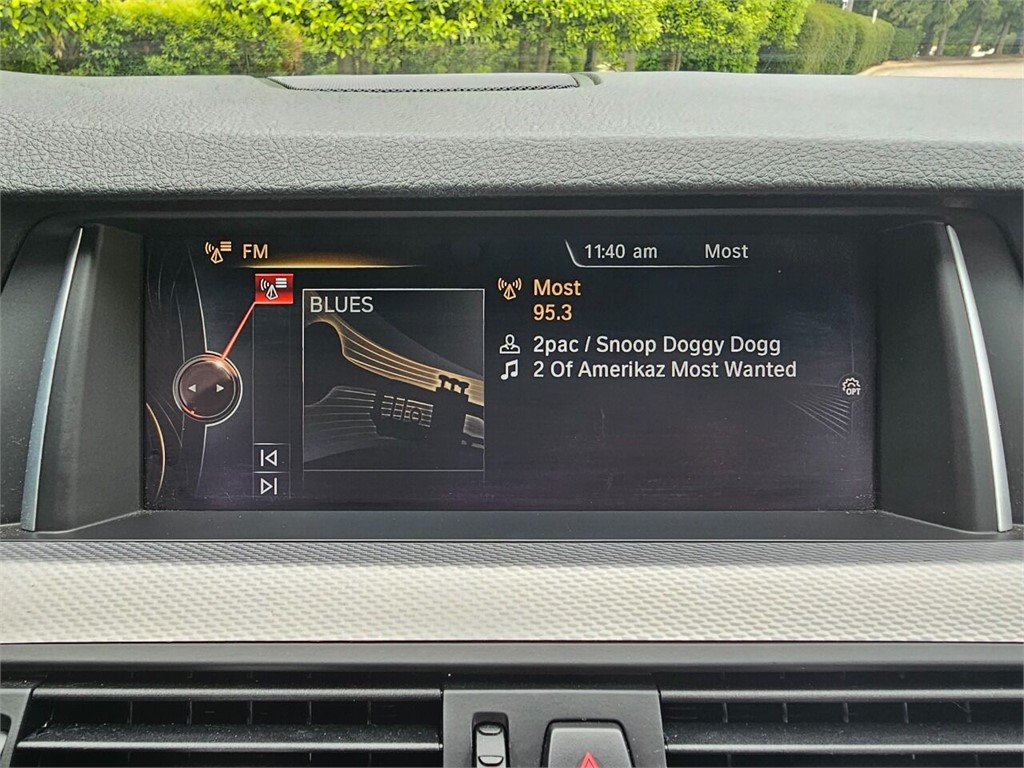 FM
11:40 am Most
BLUES
Most
95.3
2pac / Snoop Doggy Dogg
2 Of Amerikaz Most Wanted
OPT